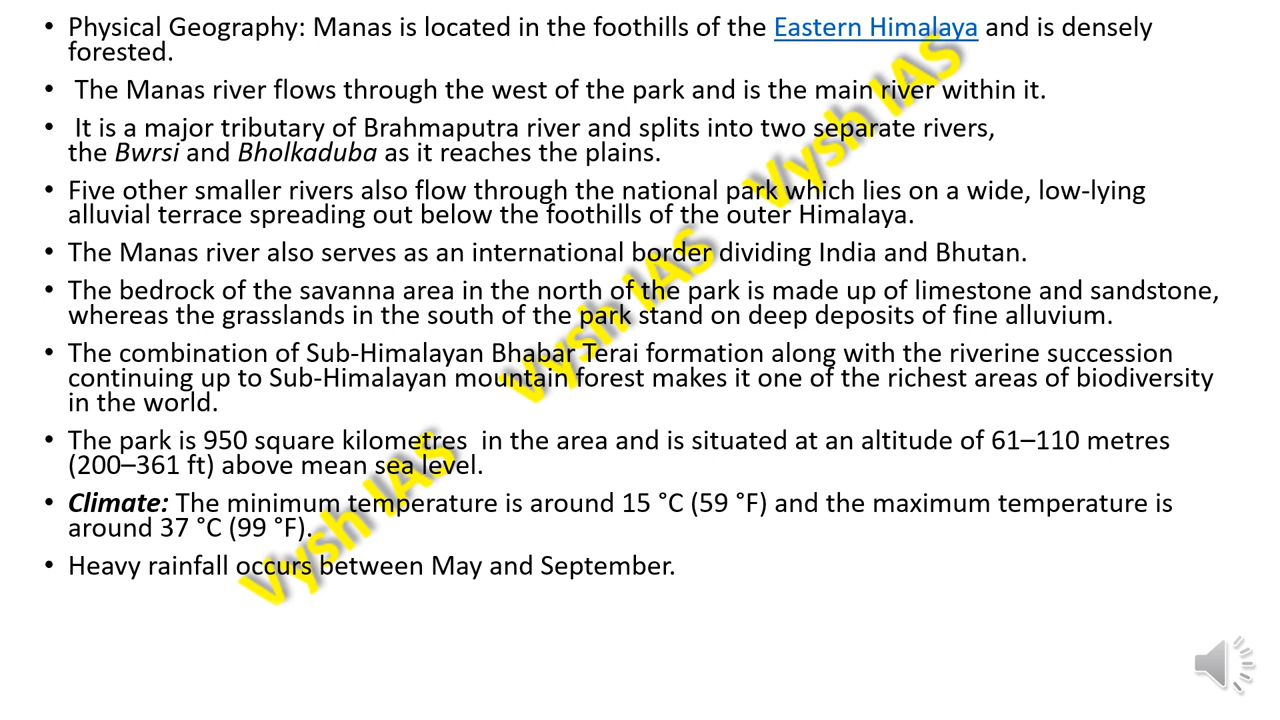 • Physical Geography: Manas is located in the foothills of the Eastern Himalaya and is densely
forested.
• The Manas river flows through the west of the park and is the main river within it.
• It is a major tributary of Brahmaputra river and splits into two separate rivers,
the Bwrsi and Bholkaduba as it reaches the plains.
• Five other smaller rivers also flow through the national park which lies on a wide, low-lying
alluvial terrace spreading out below the foothills of the outer Himalaya.
• The Manas river also serves as an international border dividing India and Bhutan.
• The bedrock of the savanna area in the north of the park is made up of limestone and sandstone,
whereas the grasslands in the south of the park stand on deep deposits of fine alluvium.
• The combination of Sub-Himalayan Bhabar Terai formation along with the riverine succession
continuing up to Sub-Himalayan mountain forest makes it one of the richest areas of biodiversity
in the world.
• The park is 950 square kilometres  in the area and is situated at an altitude of 61–110 metres
(200–361 ft) above mean sea level.
• Climate: The minimum temperature is around 15 °C (59 °F) and the maximum temperature is
around 37 °C (99 °F).
• Heavy rainfall occurs between May and September.
Vysh IAS
Vysh IAS
Vysh IAS